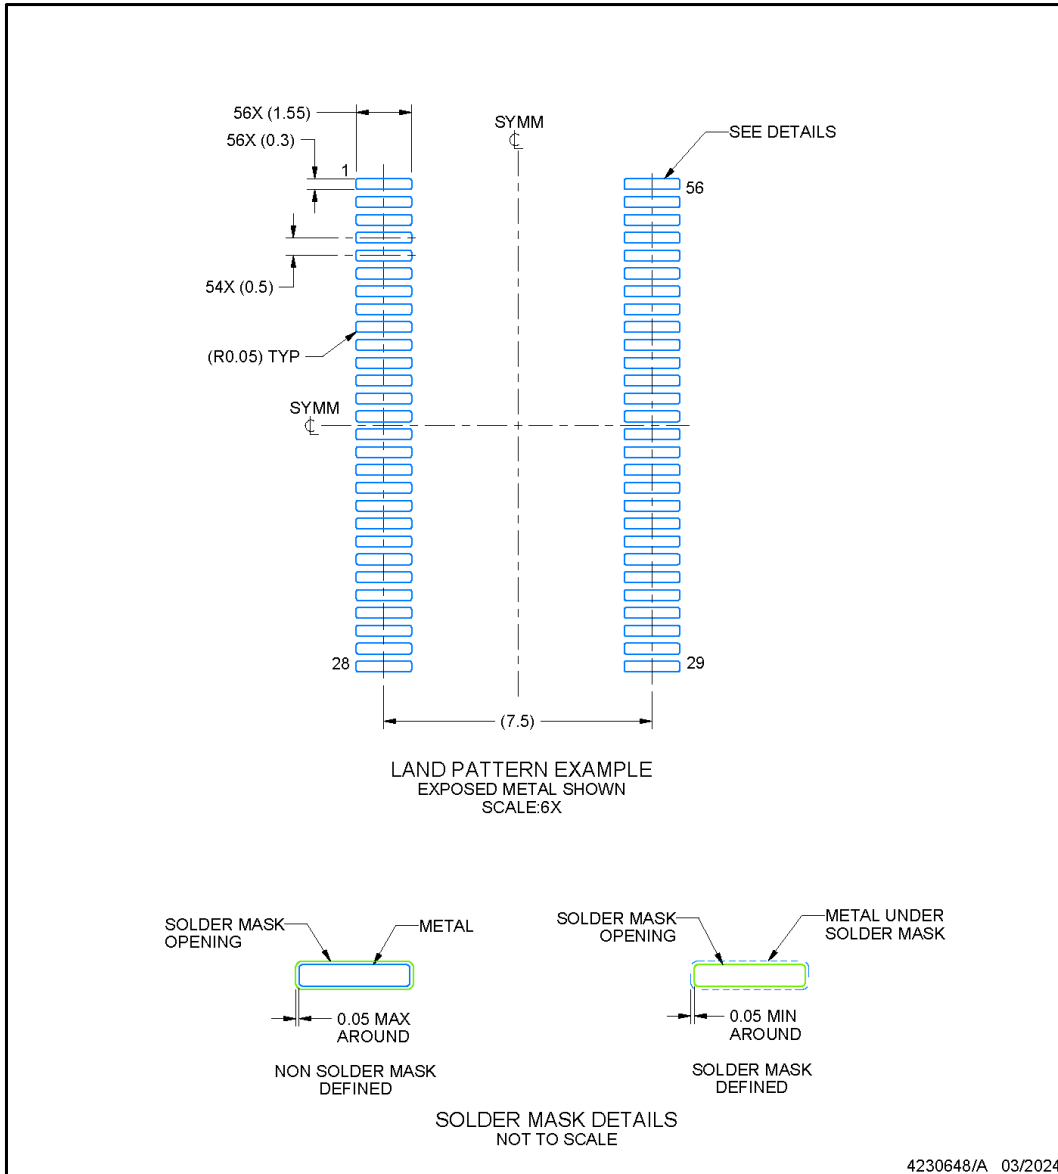 56X (1.55)
SYMM
SEE DETAILS
56X (0.3)
1
56
54X (0.5)
(R0.05) TYP
SYMM
28
29
(7.5)
LAND PATTERN EXAMPLE
EXPOSED METAL SHOWN
SCALE:6X
SOLDER MASK
OPENING
METAL
0.05 MAX
AROUND
NON SOLDER MASK
DEFINED
SOLDER MASK
OPENING
METAL UNDER
SOLDER MASK
0.05 MIN
AROUND
SOLDER MASK
DEFINED
SOLDER MASK DETAILS
NOT TO SCALE
4230648/A 03/2024